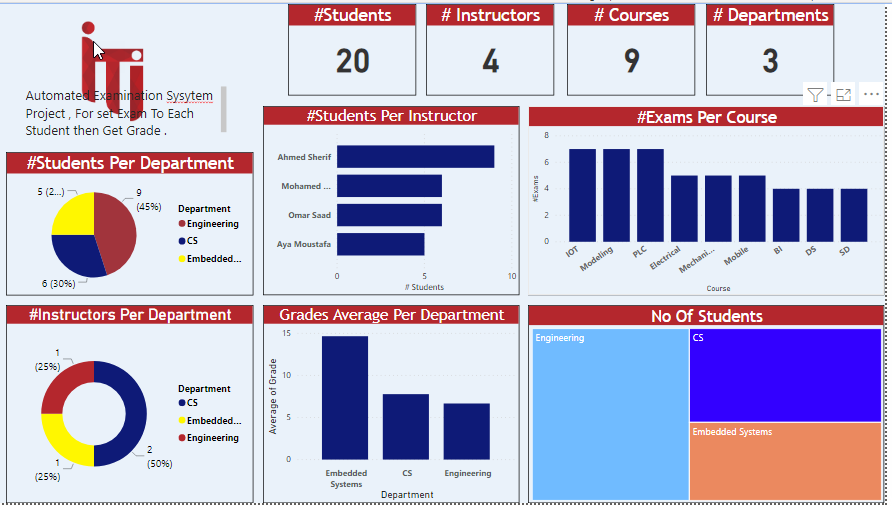 #Students
20
# Instructors
4
# Courses
9
# Departments
3
iTi
Automated Examination Sysytem
Project , For set Exam To Each
Student then Get Grade .
#Students Per Instructor
Ahmed Sherif
Mohamed ...
Omar Saad
Aya Moustafa
0
5
10
# Students
#Exams Per Course
8
6
4
2
0
#Exams
IOT
Modeling
PLC
Electrical
Mechani...
Mobile
BI
DS
SD
Course
#Students Per Department
5 (2...)
9
(45%)
6 (30%)
Department
Engineering
CS
Embedded...
#Instructors Per Department
1
(25%)
1
(25%)
2
(50%)
Department
CS
Embedded...
Engineering
Grades Average Per Department
15
10
5
0
Average of Grade
Embedded
Systems
CS
Engineering
Department
No Of Students
Engineering
CS
Embedded Systems